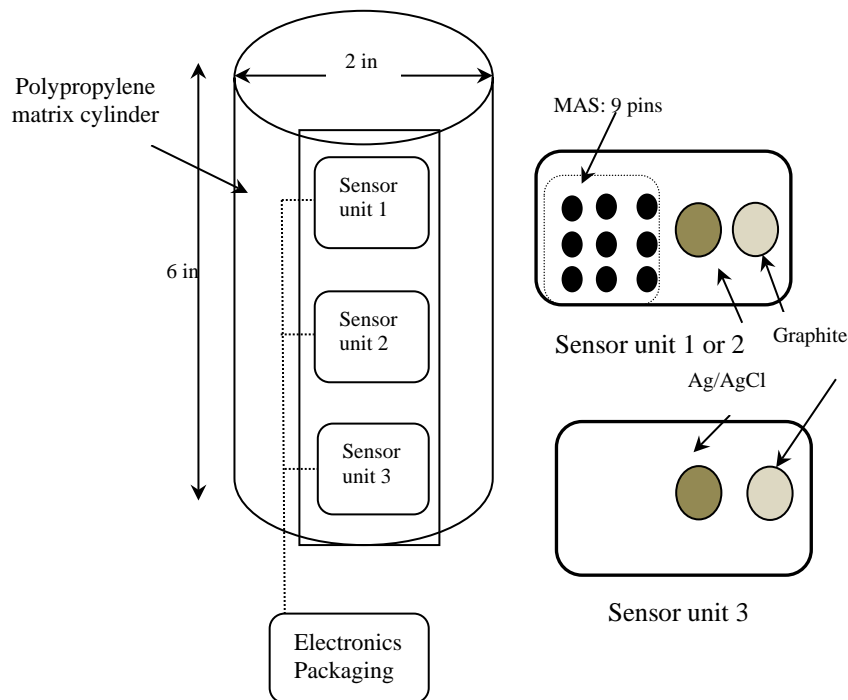 2 in
Polypropylene
matrix cylinder
6 in
Sensor
unit 1
Sensor
unit 2
Sensor
unit 3
Electronics
Packaging
MAS: 9 pins
Sensor unit 1 or 2
Graphite
Ag/AgCl
Sensor unit 3